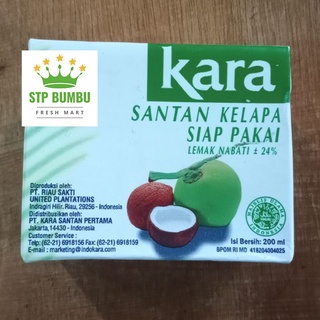 STP BUMBU
FRESH MART
kara
SANTAN KELAPA
SIAP PAKAI
LEMAK NABATI ± 24%
Diproduksi oleh:
PT. RIAU SAKTI
UNITED PLANTATIONS
Indragiri Hilir, Riau, 29256 - Indonesia
Didistribusikan oleh:
PT. KARA SANTAN PERTAMA
Jakarta, 14430 - Indonesia
Customer Service :
Telp: (62-21) 6918156 Fax (62-21) 6918159
E-mail : marketing@indokara.com
Isi Bersih: 200 ml
BPOM RI MD 418204004025